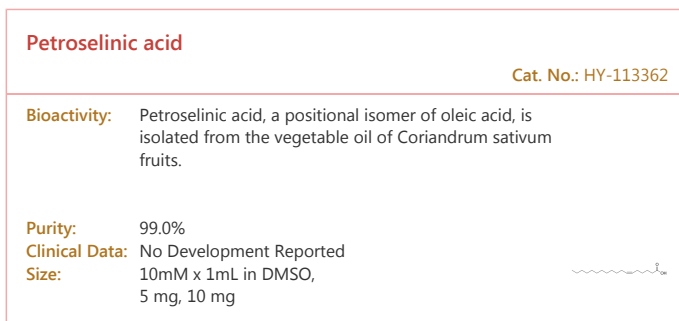 Petroselinic acid
Cat. No.: HY-113362
Bioactivity: Petroselinic acid, a positional isomer of oleic acid, is
isolated from the vegetable oil of Coriandrum sativum
fruits.
Purity: 99.0%
Clinical Data: No Development Reported
Size: 10mM x 1mL in DMSO,
5 mg, 10 mg
O
OH